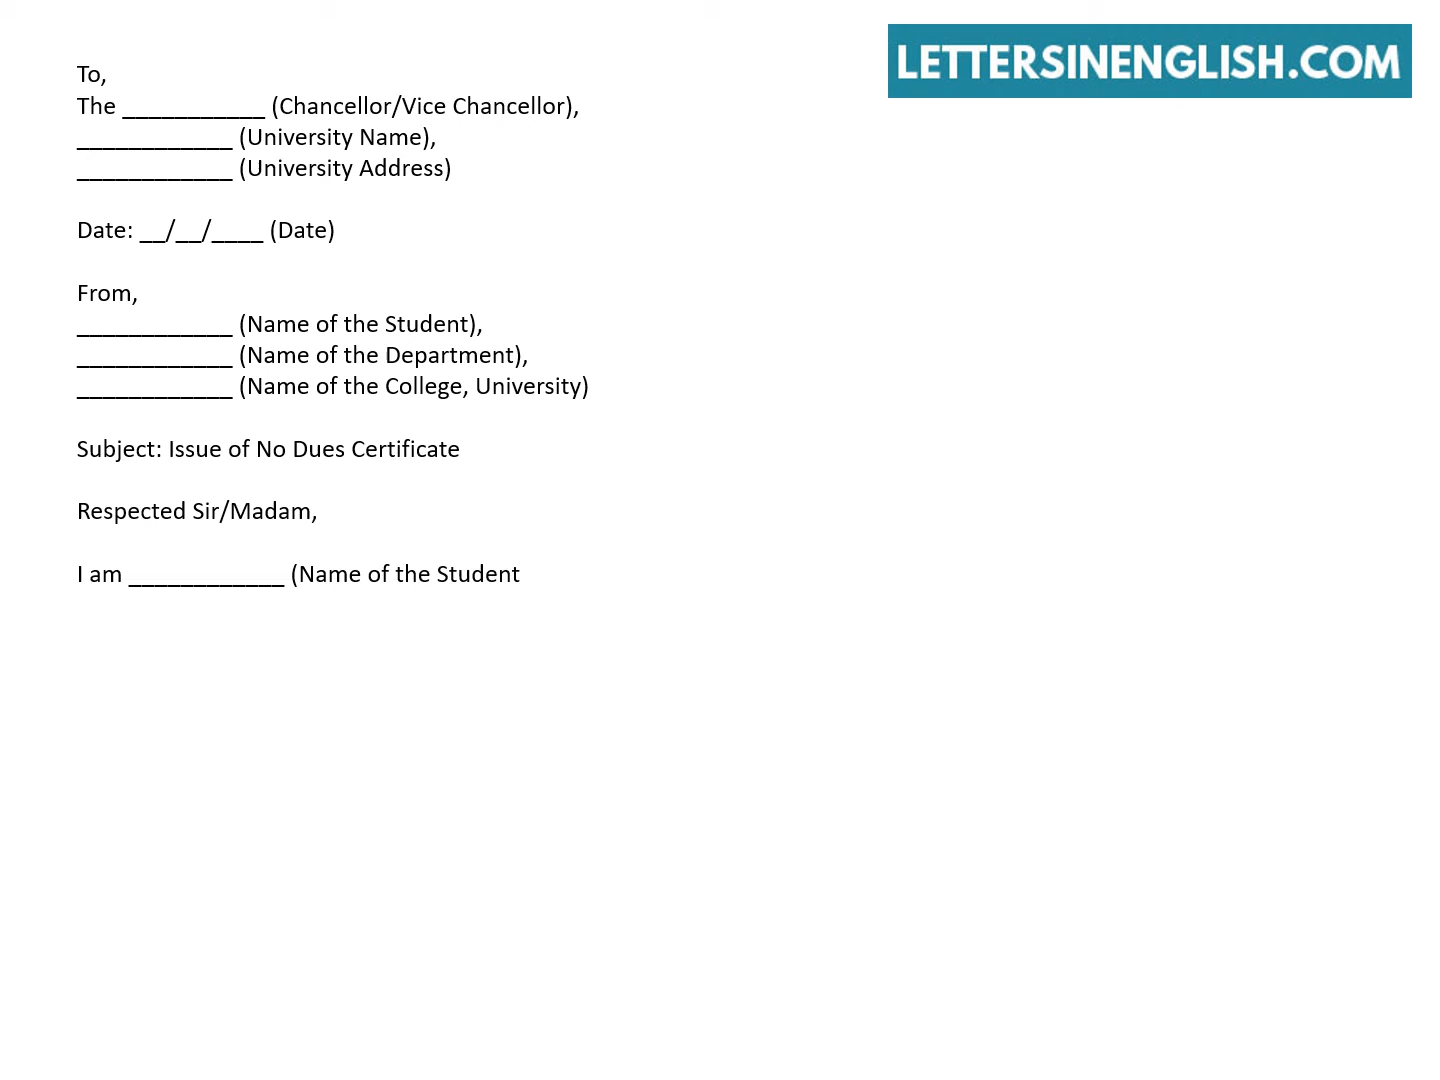 LETTERSINENGLISH.COM
To,
The ___________ (Chancellor/Vice Chancellor),
____________ (University Name),
____________ (University Address)
Date: __/__/____ (Date)
From,
____________ (Name of the Student),
____________ (Name of the Department),
____________ (Name of the College, University)
Subject: Issue of No Dues Certificate
Respected Sir/Madam,
I am ____________ (Name of the Student